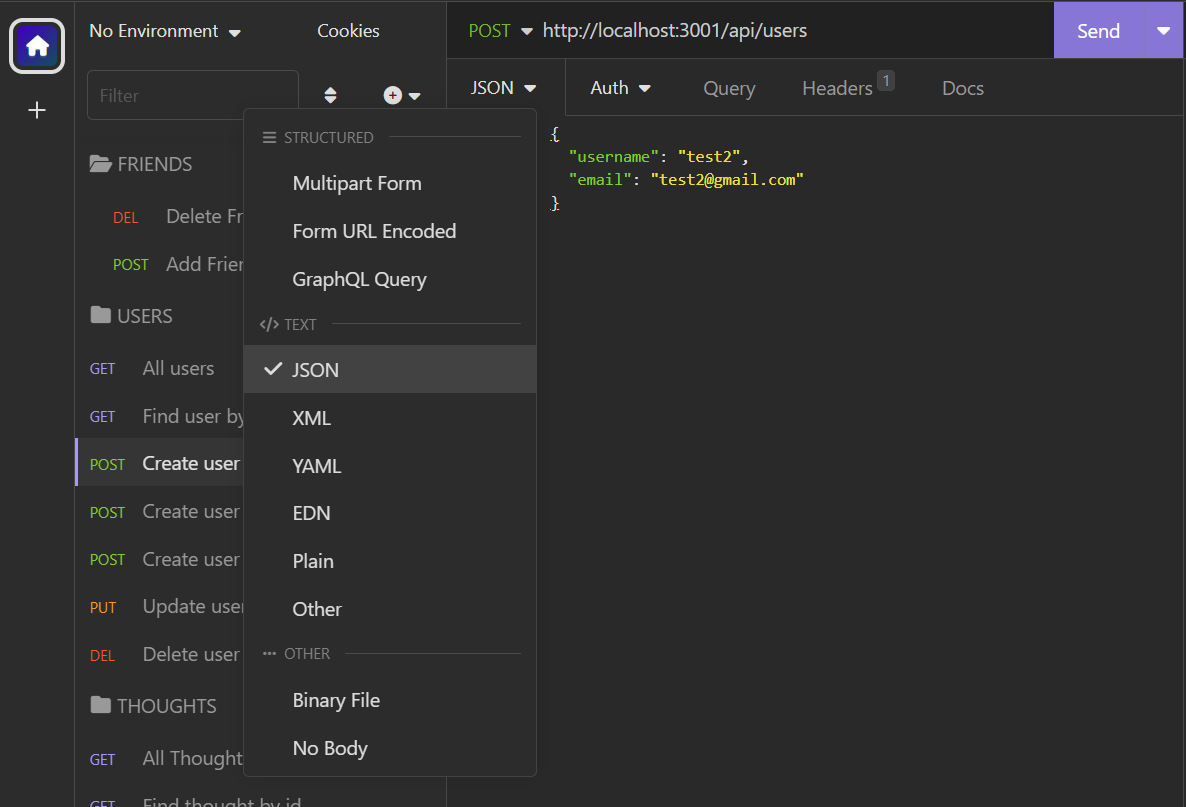 No Environment
Cookies
Filter
FRIENDS
DEL Delete Fr
POST Add Frien
USERS
GET All users
GET Find user by
POST Create user
POST Create user
POST Create user
PUT Update user
DEL Delete user
THOUGHTS
GET All Thought
GET Find thought by id
STRUCTURED
Multipart Form
Form URL Encoded
GraphQL Query
</> TEXT
JSON
XML
YAML
EDN
Plain
Other
OTHER
Binary File
No Body
POST http://localhost:3001/api/users
Send
JSON Auth Query Headers 1 Docs
{
"username": "test2",
"email": "test2@gmail.com"
}